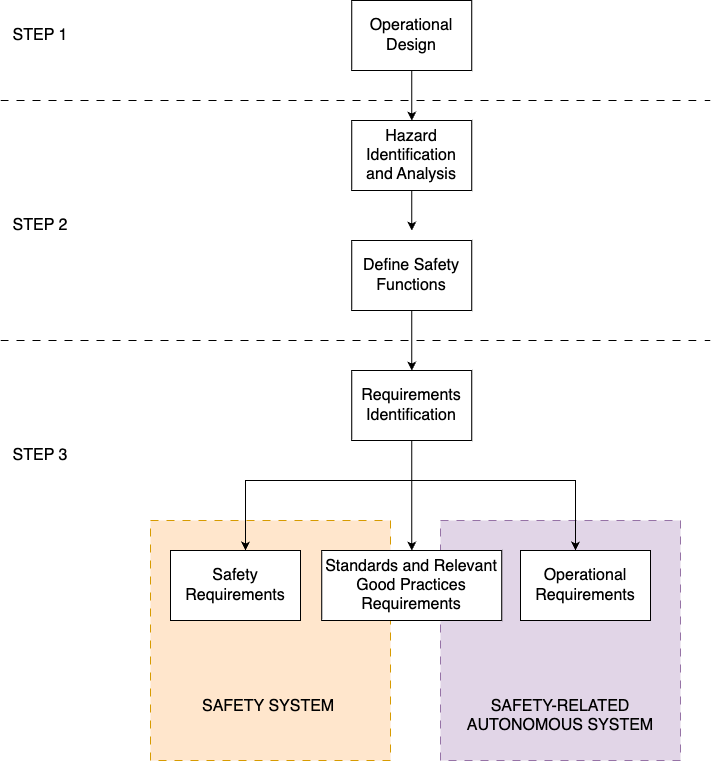 STEP 1
Operational
Design
Hazard
Identification
and Analysis
STEP 2
Define Safety
Functions
Requirements
Identification
STEP 3
Safety
Requirements
Standards and Relevant
Good Practices
Requirements
Operational
Requirements
SAFETY SYSTEM
SAFETY-RELATED
AUTONOMOUS SYSTEM